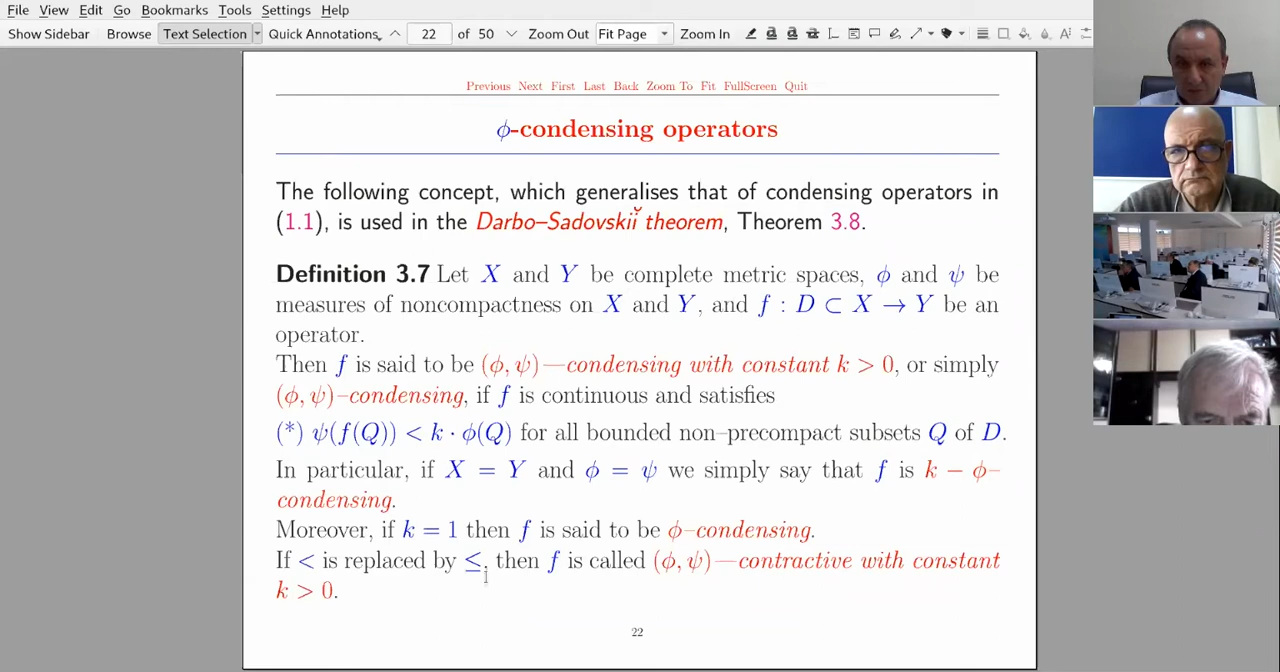 File View Edit Go Bookmarks Tools Settings Help
Show Sidebar Browse Text Selection Quick Annotations 22 of 50 Zoom Out Fit Page Zoom In
Previous Next First Last Back Zoom To Fit FullScreen Quit
ϕ-condensing operators
The following concept, which generalises that of condensing operators in
(1.1), is used in the Darbo–Sadovskiĭ theorem, Theorem 3.8.
Definition 3.7 Let X and Y be complete metric spaces, ϕ and ψ be
measures of noncompactness on X and Y, and f : D ⊂ X → Y be an
operator.
Then f is said to be (ϕ, ψ)—condensing with constant k > 0, or simply
(ϕ, ψ)–condensing, if f is continuous and satisfies
(*) ψ(f(Q)) < k · ϕ(Q) for all bounded non–precompact subsets Q of D.
In particular, if X = Y and ϕ = ψ we simply say that f is k − ϕ–
condensing.
Moreover, if k = 1 then f is said to be ϕ–condensing.
If < is replaced by ≤, then f is called (ϕ, ψ)—contractive with constant
k > 0.
22